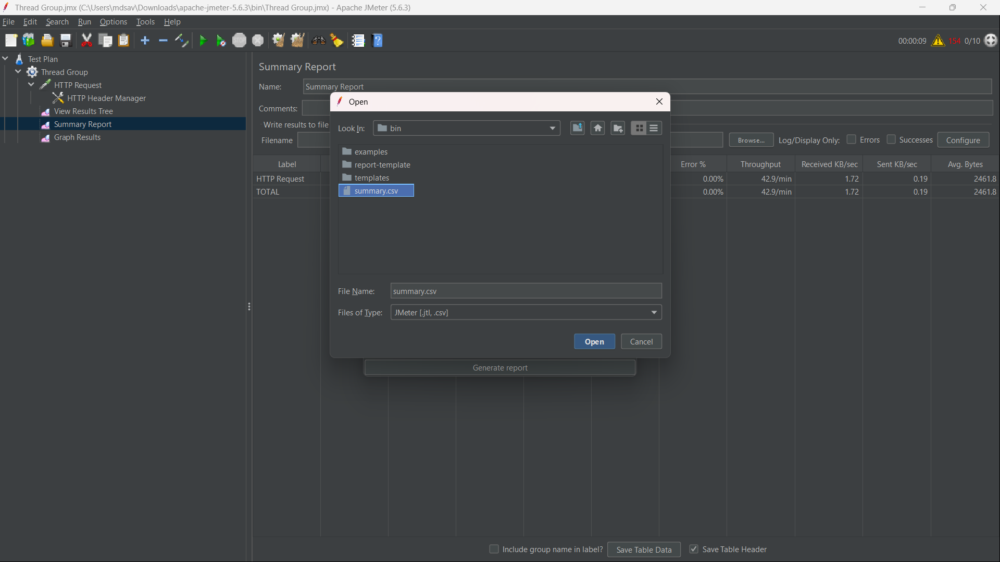 Thread Group.jmx (C:\Users\mdsav\Downloads\apache-jmeter-5.6.3\bin\Thread Group.jmx) - Apache JMeter (5.6.3)
File Edit Search Run Options Tools Help
STOP
00:00:09 154 0/10
Test Plan
Thread Group
HTTP Request
HTTP Header Manager
View Results Tree
Summary Report
Graph Results
Summary Report
Name: Summary Report
Comments:
Write results to file
Filename Browse... Log/Display Only: Errors Successes Configure
Label Error % Throughput Received KB/sec Sent KB/sec Avg. Bytes
HTTP Request 0.00% 42.9/min 1.72 0.19 2461.8
TOTAL 0.00% 42.9/min 1.72 0.19 2461.8
Open
Look In: bin
examples
report-template
templates
summary.csv
File Name: summary.csv
Files of Type: JMeter [.jtl, .csv]
Open Cancel
Generate report
Include group name in label? Save Table Data Save Table Header